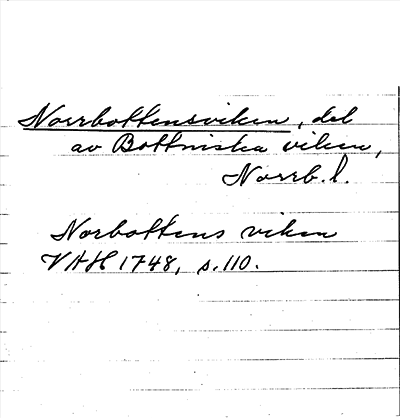 Norrbottensviken, del
av Bottniska viken,
Norrb. l.
Norbottens viken
VAH 1748, s. 110.